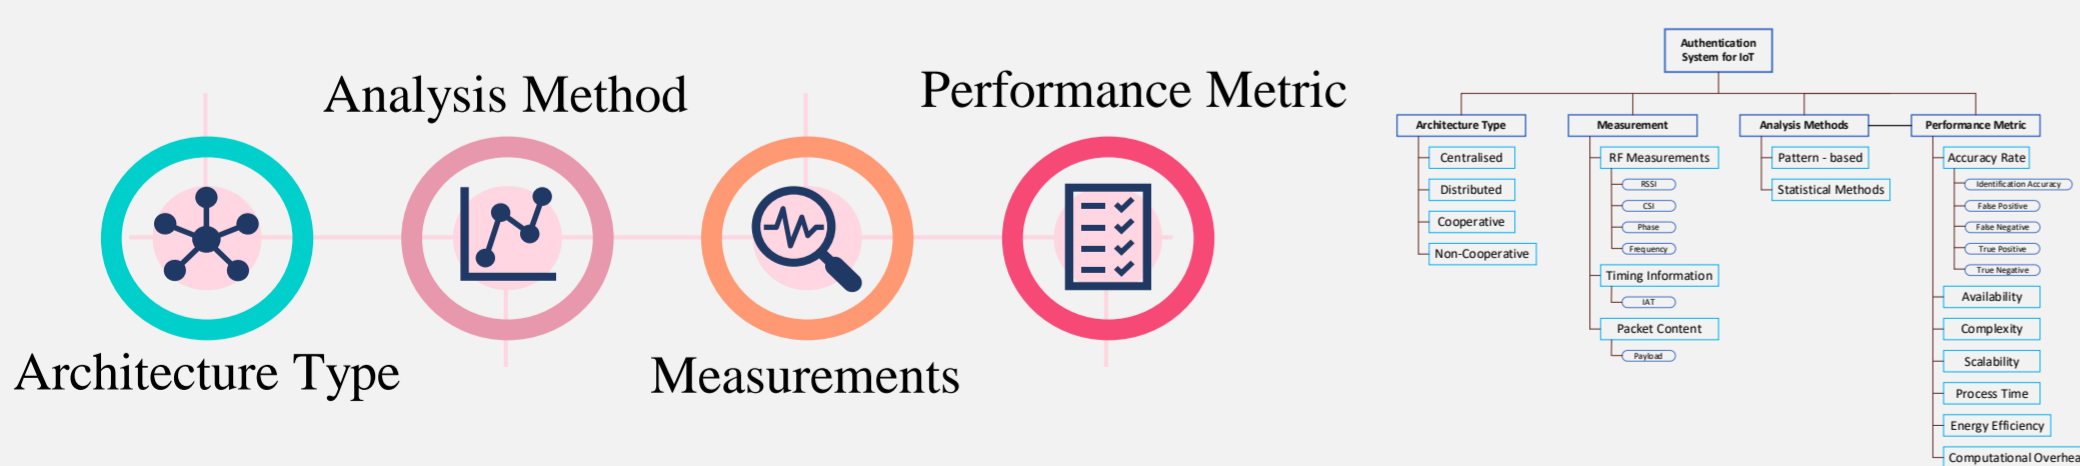 Analysis Method
Performance Metric
Architecture Type
Measurements
Authentication
System for IoT
Architecture Type
Centralised
Distributed
Cooperative
Non-Cooperative
Measurement
RF Measurements
RSSI
CSI
Phase
Frequency
Timing Information
IAT
Packet Content
Payload
Analysis Methods
Pattern - based
Statistical Methods
Performance Metric
Accuracy Rate
Identification Accuracy
False Positive
False Negative
True Positive
True Negative
Availability
Complexity
Scalability
Process Time
Energy Efficiency
Computational Overhea